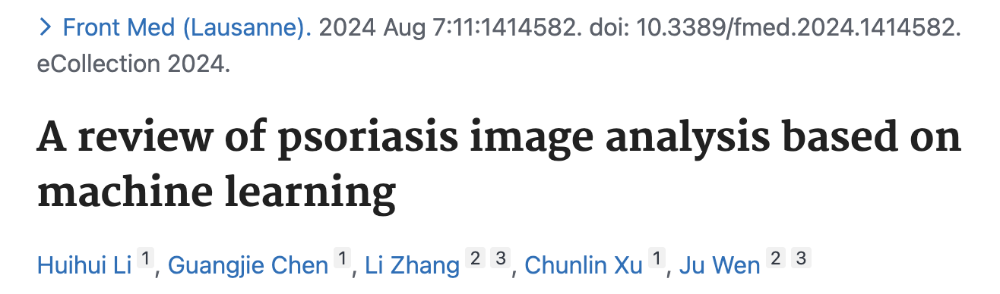 > Front Med (Lausanne). 2024 Aug 7:11:1414582. doi: 10.3389/fmed.2024.1414582.
eCollection 2024.
A review of psoriasis image analysis based on
machine learning
Huihui Li 1, Guangjie Chen 1, Li Zhang 2 3, Chunlin Xu 1, Ju Wen 2 3